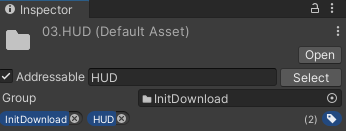 Inspector
03.HUD (Default Asset)
Open
Addressable HUD Select
Group InitDownload
InitDownload HUD (2)